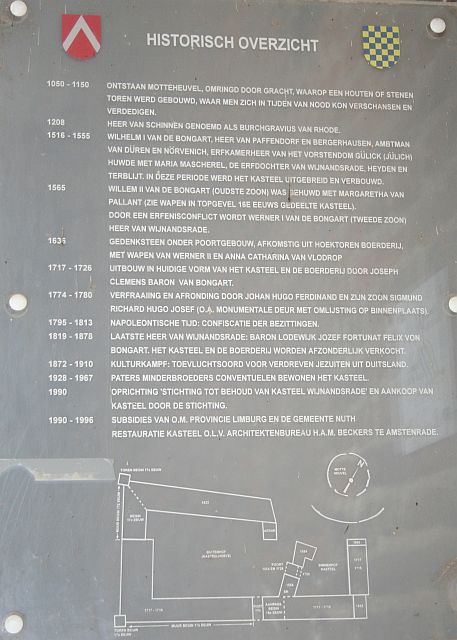 HISTORISCH OVERZICHT
1050 - 1150 ONTSTAAN MOTTEHEUVEL, OMRINGD DOOR GRACHT, WAAROP EEN HOUTEN OF STENEN
TOREN WERD GEBOUWD, WAAR MEN ZICH IN TIJDEN VAN NOOD KON VERSCHANSEN EN
VERDEDIGEN.
1208 HEER VAN SCHINNEN GENOEMD ALS BURCHGRAVIUS VAN RHODE.
1516 - 1555 WILHELM I VAN DE BONGART, HEER VAN PAFFENDORF EN BERGERHAUSEN, AMBTMAN
VAN DÜREN EN NÖRVENICH, ERFKAMERHEER VAN HET VORSTENDOM GÜLICK (JÜLICH)
HUWDE MET MARIA MASCHEREL, DE ERFDOCHTER VAN WIJNANDSRADE, HEYDEN EN
TERBLIJT. IN DEZE PERIODE WERD HET KASTEEL UITGEBREID EN VERBOUWD.
1565 WILLEM II VAN DE BONGART (OUDSTE ZOON) WAS GEHUWD MET MARGARETHA VAN
PALLANT (ZIE WAPEN IN TOPGEVEL 16E EEUWS GEDEELTE KASTEEL).
DOOR EEN ERFENISCONFLICT WORDT WERNER I VAN DE BONGART (TWEEDE ZOON)
HEER VAN WIJNANDSRADE.
1636 GEDENKSTEEN ONDER POORTGEBOUW, AFKOMSTIG UIT HOEKTOREN BOERDERIJ,
MET WAPEN VAN WERNER II EN ANNA CATHARINA VAN VLODROP
1717 - 1726 UITBOUW IN HUIDIGE VORM VAN HET KASTEEL EN DE BOERDERIJ DOOR JOSEPH
CLEMENS BARON VAN BONGART.
1774 - 1780 VERFRAAIING EN AFRONDING DOOR JOHAN HUGO FERDINAND EN ZIJN ZOON SIGMUND
RICHARD HUGO JOSEF (O.A. MONUMENTALE DEUR MET OMLIJSTING OP BINNENPLAATS).
1795 - 1813 NAPOLEONTISCHE TIJD: CONFISCATIE DER BEZITTINGEN.
1819 - 1878 LAATSTE HEER VAN WIJNANDSRADE: BARON LODEWIJK JOZEF FORTUNAT FELIX VON
BONGART. HET KASTEEL EN DE BOERDERIJ WORDEN AFZONDERLIJK VERKOCHT.
1872 - 1910 KULTURKAMPF: TOEVLUCHTSOORD VOOR VERDREVEN JEZUITEN UIT DUITSLAND.
1928 - 1967 PATERS MINDERBROEDERS CONVENTUELEN BEWONEN HET KASTEEL.
1990 OPRICHTING 'STICHTING TOT BEHOUD VAN KASTEEL WIJNANDSRADE' EN AANKOOP VAN
KASTEEL DOOR DE STICHTING.
1990 - 1996 SUBSIDIES VAN O.M. PROVINCIE LIMBURG EN DE GEMEENTE NUTH
RESTAURATIE KASTEEL O.L.V. ARCHITEKTENBUREAU H.A.M. BECKERS TE AMSTENRADE.
MOTTE
HEUVEL
N
BUITENHOF
BINNENHOF
KASTEEL
POORT
1717 - 1719